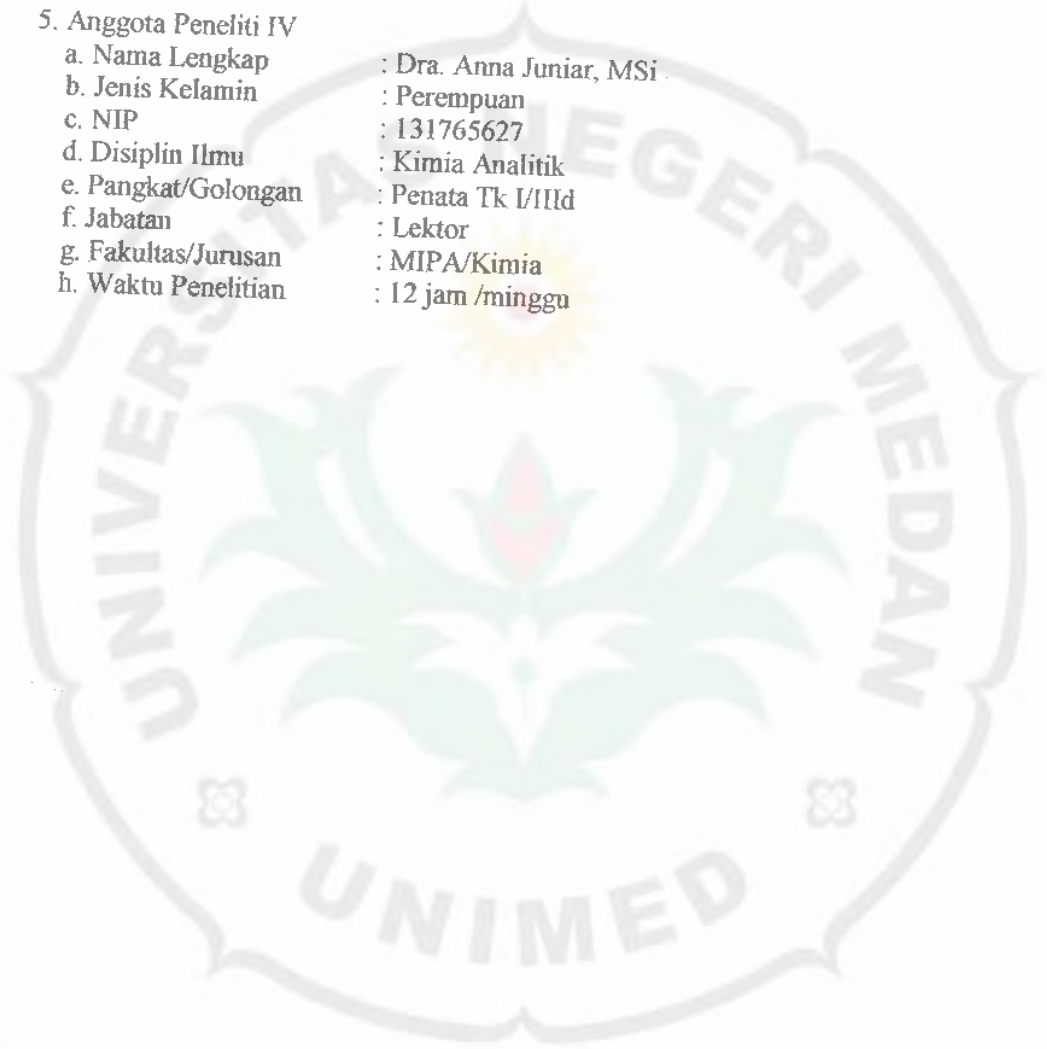 5. Anggota Peneliti IV
a. Nama Lengkap : Dra. Anna Juniar, MSi
b. Jenis Kelamin : Perempuan
c. NIP : 131765627
d. Disiplin Ilmu : Kimia Analitik
e. Pangkat/Golongan : Penata Tk I/IIId
f. Jabatan : Lektor
g. Fakultas/Jurusan : MIPA/Kimia
h. Waktu Penelitian : 12 jam /minggu
UNIVERSITAS NEGERI MEDAN
UNIMED